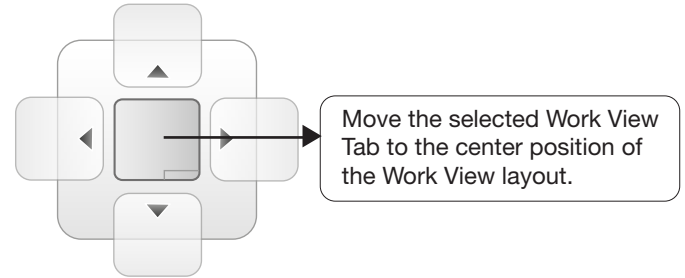 Move the selected Work View
Tab to the center position of
the Work View layout.